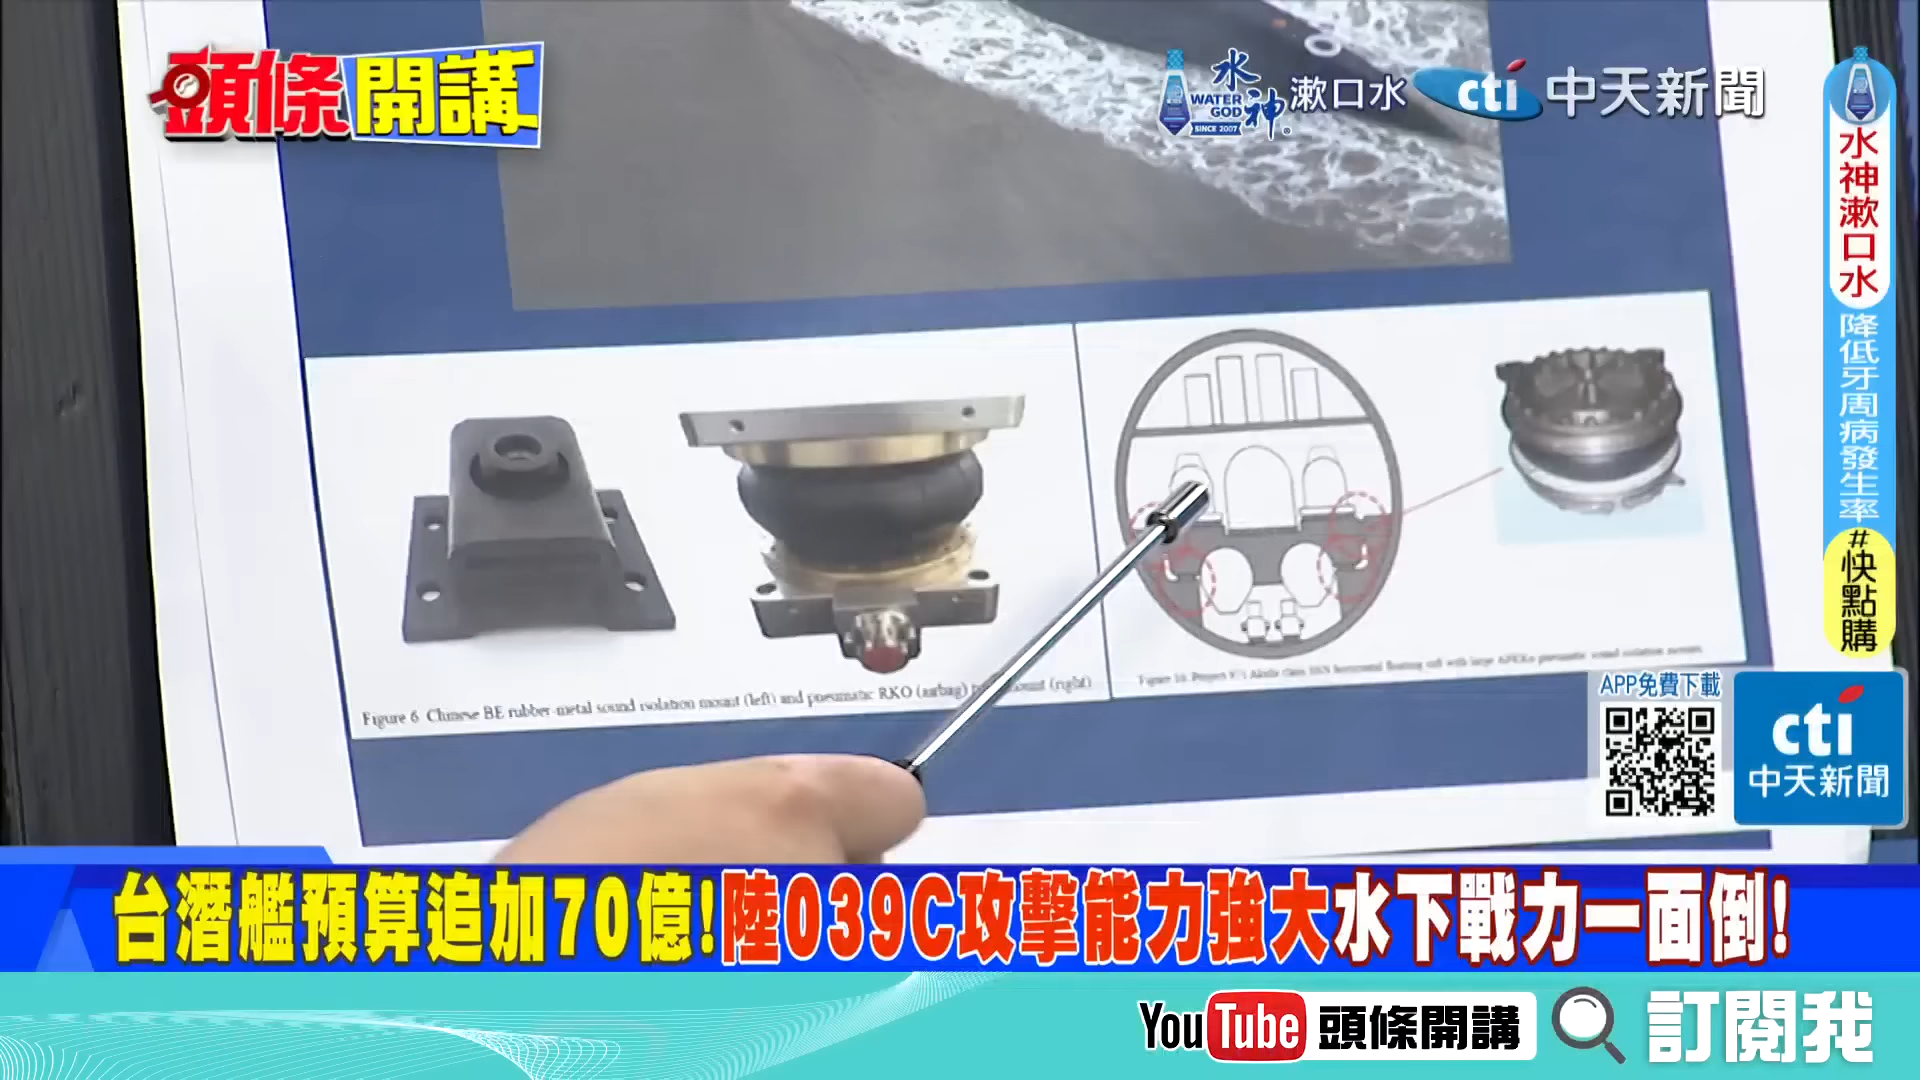 頭條開講
水神
WATER GOD
SINCE 2007
漱口水
cti 中天新聞
水神漱口水
降低牙周病發生率
#快點購
Figure 6 Chinese BE rubber-metal sound isolation mount (left) and pneumatic RKO (airbag) mount (right)
APP免費下載
cti
中天新聞
台潛艦預算追加70億!陸039C攻擊能力強大水下戰力一面倒!
YouTube 頭條開講
訂閱我